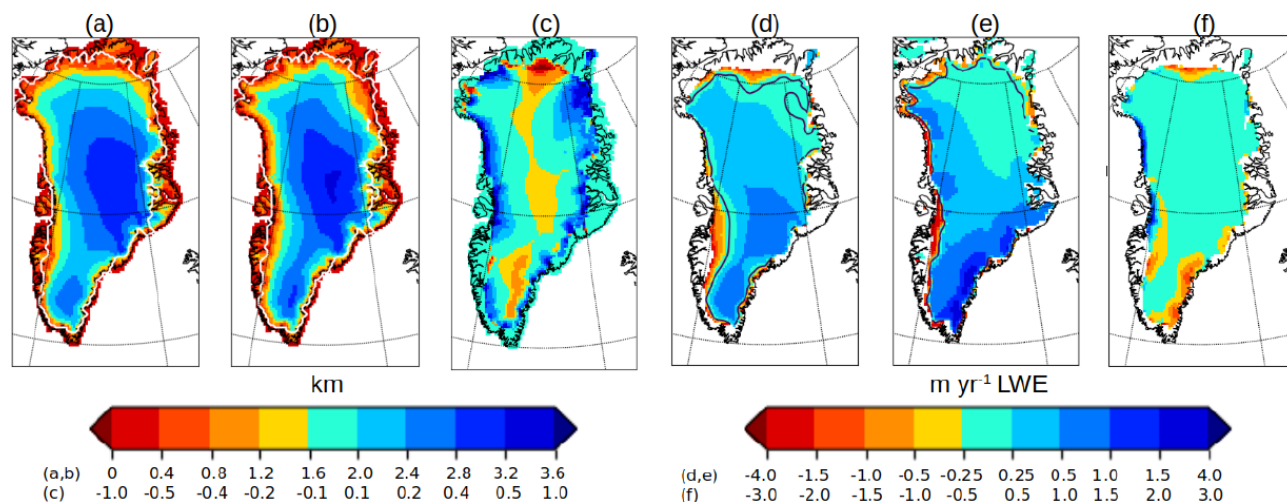 (a) (b) (c) (d) (e) (f)
km
m yr-1 LWE
(a,b) 0 0.4 0.8 1.2 1.6 2.0 2.4 2.8 3.2 3.6
(c) -1.0 -0.5 -0.4 -0.2 -0.1 0.1 0.2 0.4 0.5 1.0
(d,e) -4.0 -1.5 -1.0 -0.5 -0.25 0.25 0.5 1.0 1.5 4.0
(f) -3.0 -2.0 -1.5 -1.0 -0.5 0.5 1.0 1.5 2.0 3.0